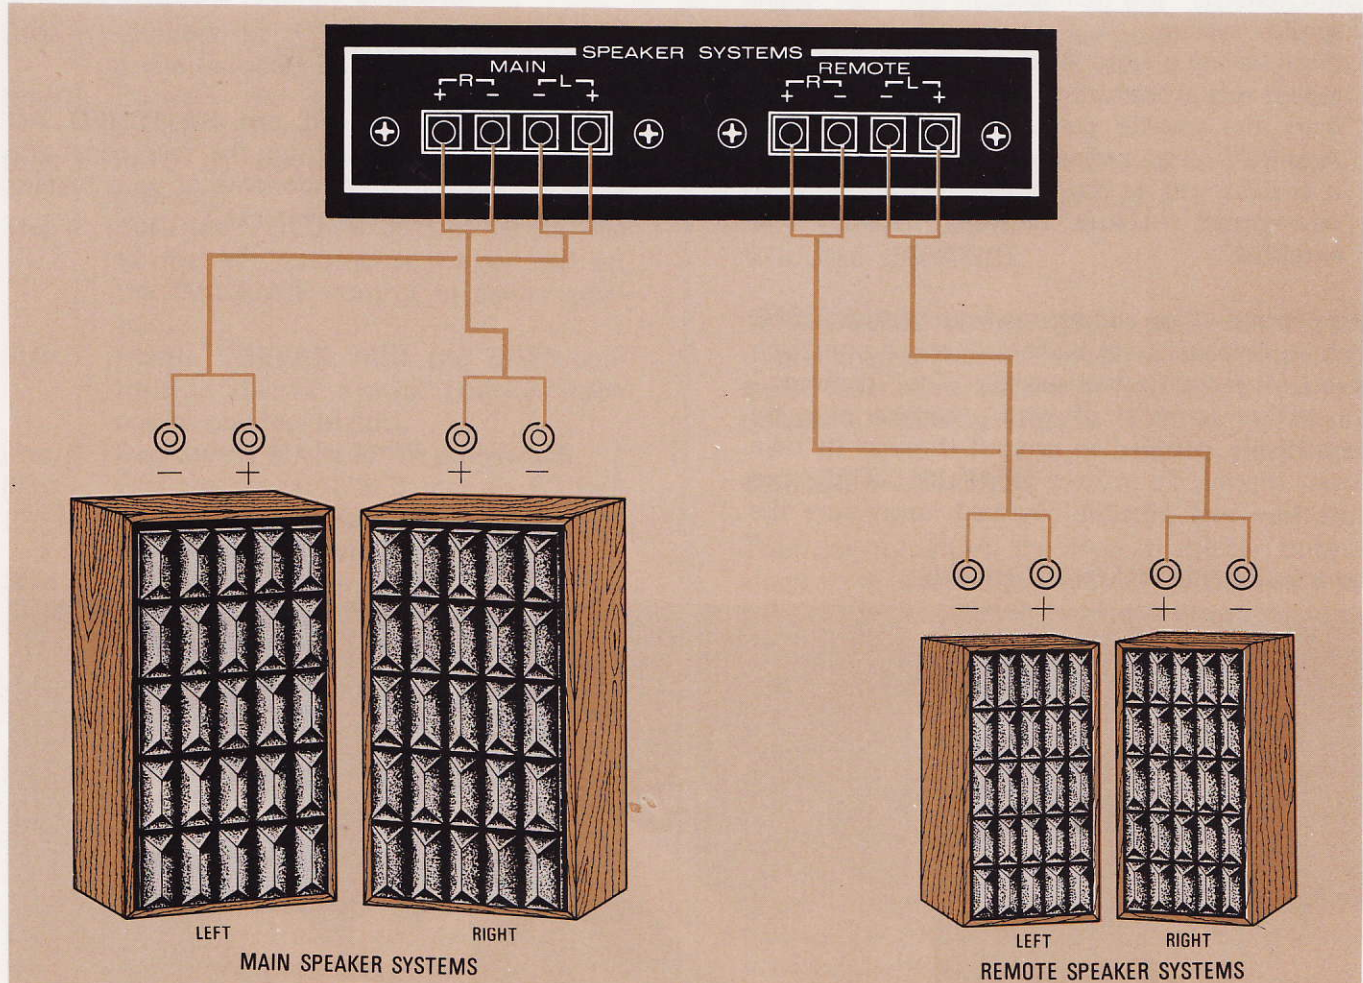 SPEAKER SYSTEMS
MAIN
R
L
+ - - +
REMOTE
R
L
+ - - +
- +
+ -
- +
+ -
LEFT
RIGHT
MAIN SPEAKER SYSTEMS
LEFT
RIGHT
REMOTE SPEAKER SYSTEMS